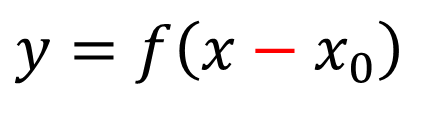 y = f(x − x₀)